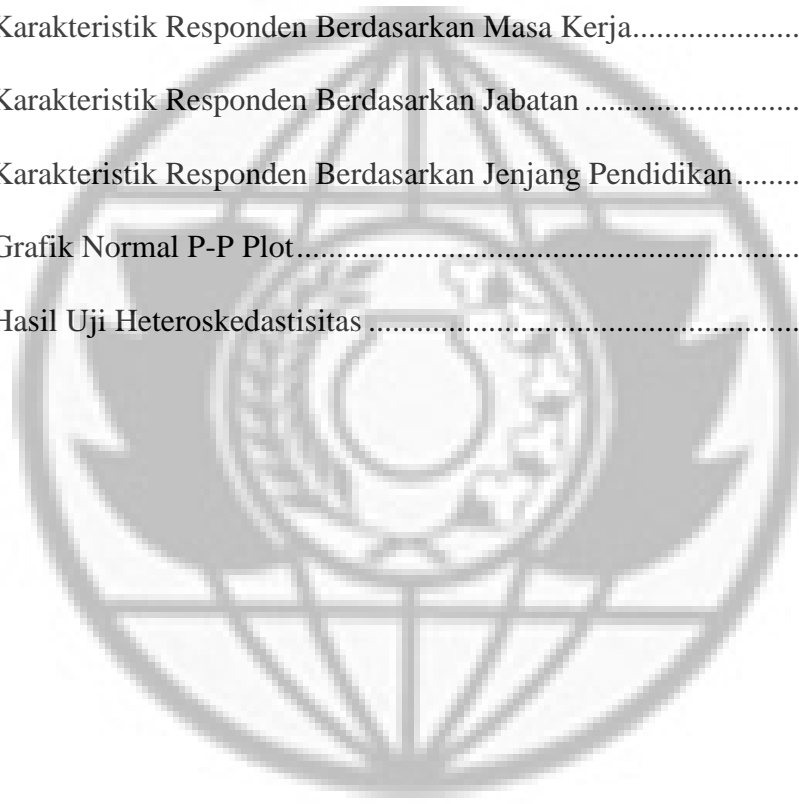 Karakteristik Responden Berdasarkan Masa Kerja....................
Karakteristik Responden Berdasarkan Jabatan..........................
Karakteristik Responden Berdasarkan Jenjang Pendidikan........
Grafik Normal P-P Plot.............................................................
Hasil Uji Heteroskedastisitas....................................................